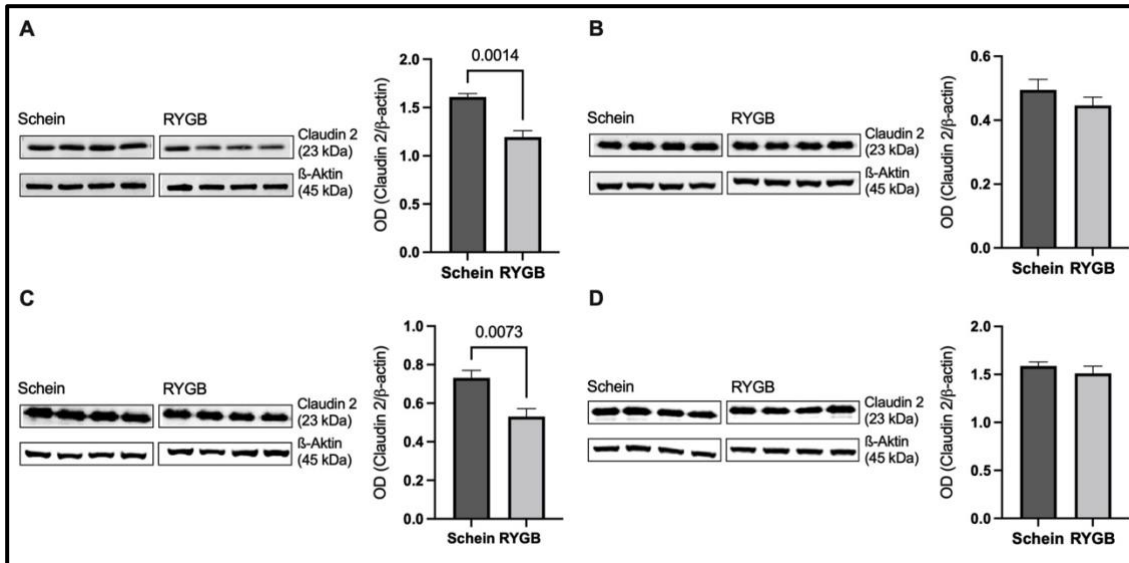 A
Schein
RYGB
Claudin 2
(23 kDa)
ß-Aktin
(45 kDa)
OD (Claudin 2/β-actin)
2.0
1.5
1.0
1.5
0.0
0.0014
Schein RYGB
B
Schein
RYGB
Claudin 2
(23 kDa)
ß-Aktin
(45 kDa)
OD (Claudin 2/β-actin)
0.6
0.4
0.2
0.0
Schein RYGB
C
Schein
RYGB
Claudin 2
(23 kDa)
ß-Aktin
(45 kDa)
OD (Claudin 2/β-actin)
1.0
0.8
0.6
0.4
0.2
0.0
0.0073
Schein RYGB
D
Schein
RYGB
Claudin 2
(23 kDa)
ß-Aktin
(45 kDa)
OD (Claudin 2/β-actin)
2.0
1.5
1.0
1.5
0.0
Schein RYGB